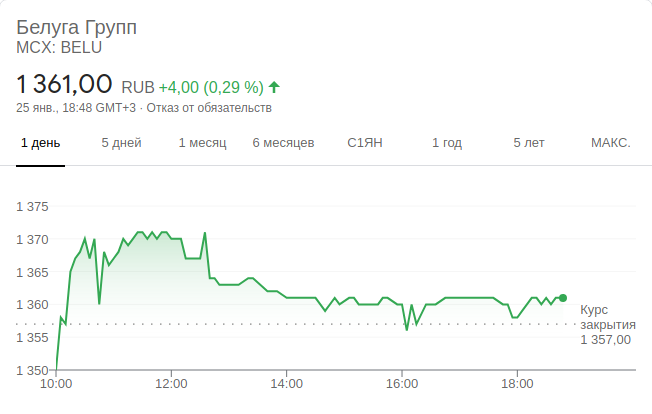 Белуга Групп
MCX: BELU
1 361,00 RUB +4,00 (0,29 %)
25 янв., 18:48 GMT+3 · Отказ от обязательств
1 день 5 дней 1 месяц 6 месяцев С1ЯН 1 год 5 лет МАКС.
1 375
1 370
1 365
1 360
1 355
1 350
Курс
закрытия
1 357,00
10:00 12:00 14:00 16:00 18:00